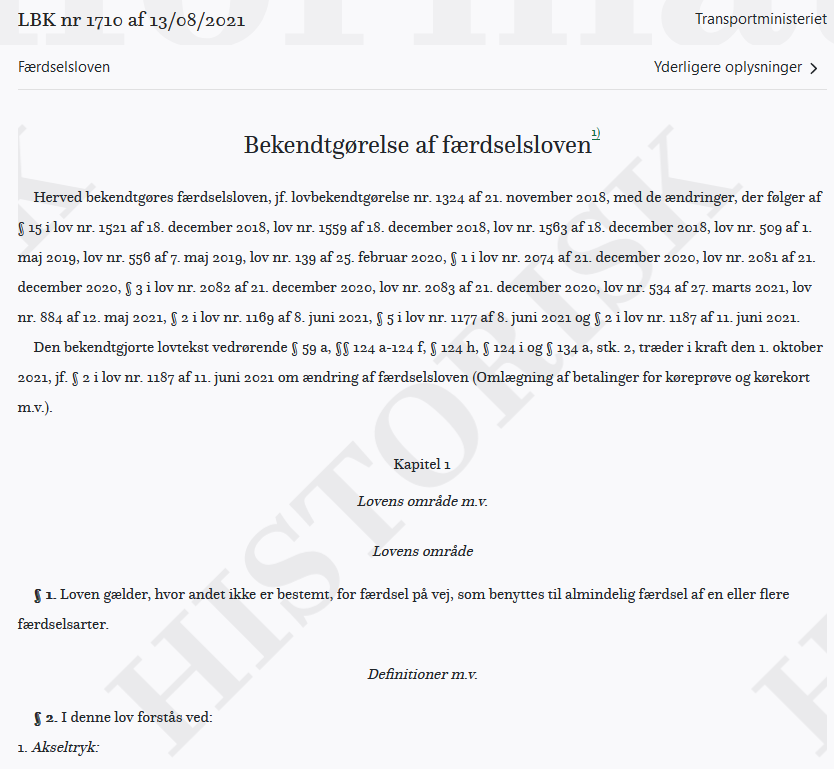 LBK nr 1710 af 13/08/2021
Transportministeriet
Færdselsloven
Yderligere oplysninger
Bekendtgørelse af færdselsloven1)
Herved bekendtgøres færdselsloven, jf. lovbekendtgørelse nr. 1324 af 21. november 2018, med de ændringer, der følger af
§ 15 i lov nr. 1521 af 18. december 2018, lov nr. 1559 af 18. december 2018, lov nr. 1563 af 18. december 2018, lov nr. 509 af 1.
maj 2019, lov nr. 556 af 7. maj 2019, lov nr. 139 af 25. februar 2020, § 1 i lov nr. 2074 af 21. december 2020, lov nr. 2081 af 21.
december 2020, § 3 i lov nr. 2082 af 21. december 2020, lov nr. 2083 af 21. december 2020, lov nr. 534 af 27. marts 2021, lov
nr. 884 af 12. maj 2021, § 2 i lov nr. 1169 af 8. juni 2021, § 5 i lov nr. 1177 af 8. juni 2021 og § 2 i lov nr. 1187 af 11. juni 2021.
Den bekendtgjorte lovtekst vedrørende § 59 a, §§ 124 a-124 f, § 124 h, § 124 i og § 134 a, stk. 2, træder i kraft den 1. oktober
2021, jf. § 2 i lov nr. 1187 af 11. juni 2021 om ændring af færdselsloven (Omlægning af betalinger for køreprøve og kørekort
m.v.).
Kapitel 1
Lovens område m.v.
Lovens område
§ 1. Loven gælder, hvor andet ikke er bestemt, for færdsel på vej, som benyttes til almindelig færdsel af en eller flere
færdselsarter.
Definitioner m.v.
§ 2. I denne lov forstås ved:
1. Akseltryk:
HISTORISK